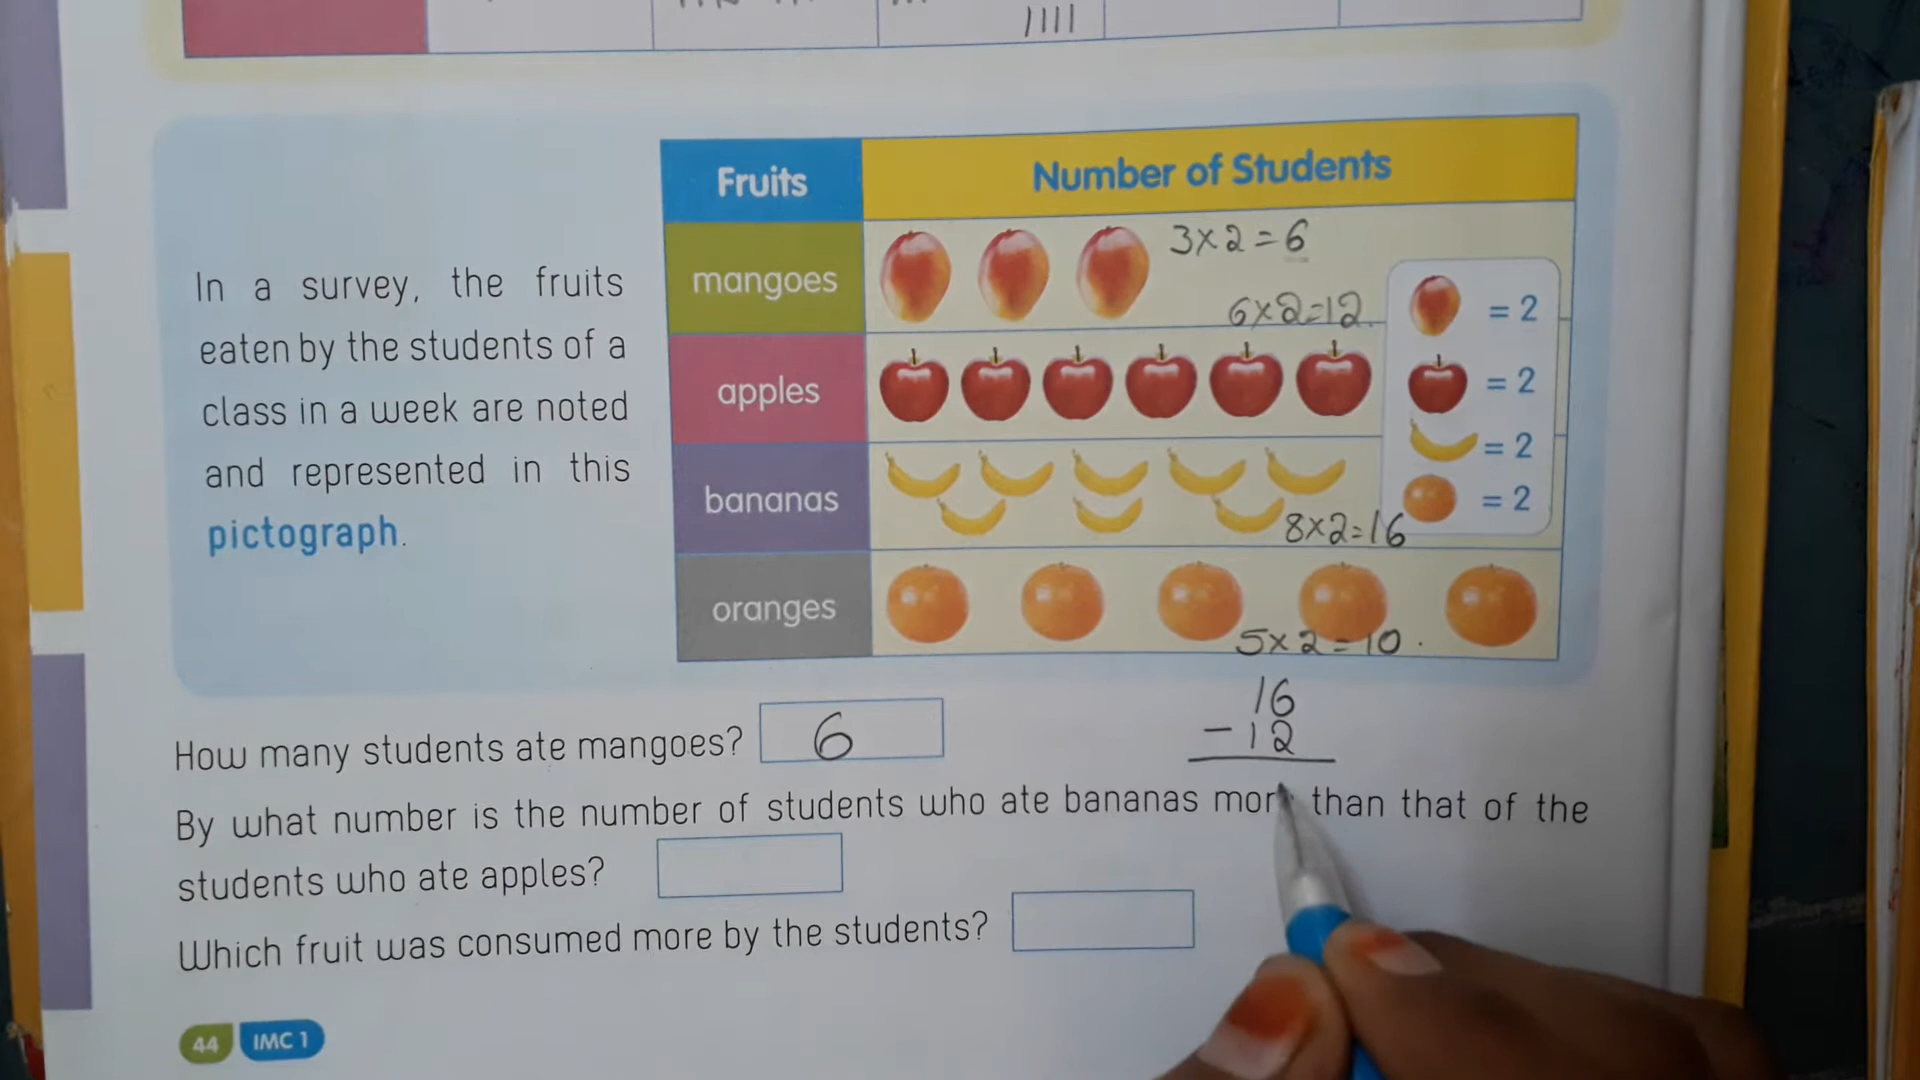 ||||
Fruits Number of Students
mangoes 3×2=6
6×2=12
= 2
apples
= 2
bananas
= 2
8×2=16
= 2
oranges
5×2=10
In a survey, the fruits
eaten by the students of a
class in a week are noted
and represented in this
pictograph.
16
-12
How many students ate mangoes? 6
By what number is the number of students who ate bananas more than that of the
students who ate apples?
Which fruit was consumed more by the students?
44 IMC 1